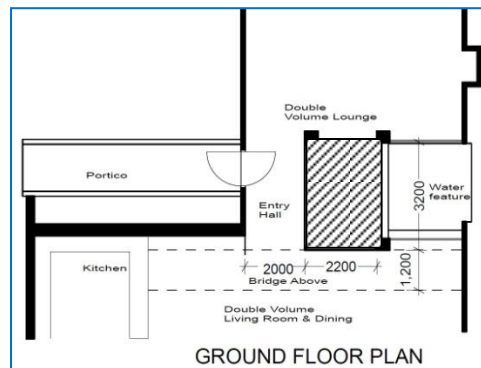 Double
Volume Lounge
Portico
Water
feature
3200
Entry
Hall
Kitchen
2000
2200
1,200
Bridge Above
Double Volume
Living Room & Dining
GROUND FLOOR PLAN